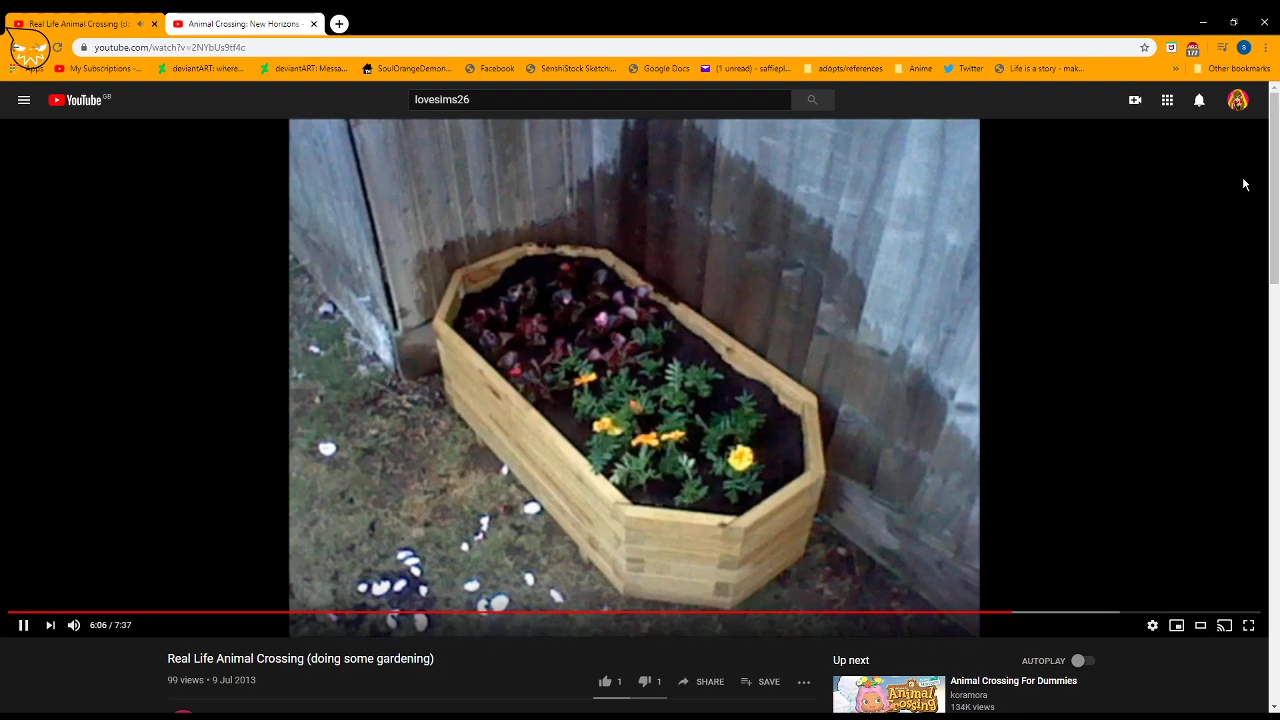 Real Life Animal Crossing (d
Animal Crossing: New Horizons -
youtube.com/watch?v=2NYbUs9tf4c
177
S
Apps
My Subscriptions -...
deviantART: where...
deviantART: Messa...
SoulOrangeDemon...
Facebook
SenshiStock Sketch:...
Google Docs
(1 unread) - saffiepl...
adopts/references
Anime
Twitter
Life is a story - mak...
»
Other bookmarks
YouTube GB
lovesims26
6:06 / 7:37
Real Life Animal Crossing (doing some gardening)
99 views • 9 Jul 2013
1
1
SHARE
SAVE
Up next
AUTOPLAY
Animal Crossing
Animal Crossing For Dummies
koramora
134K views